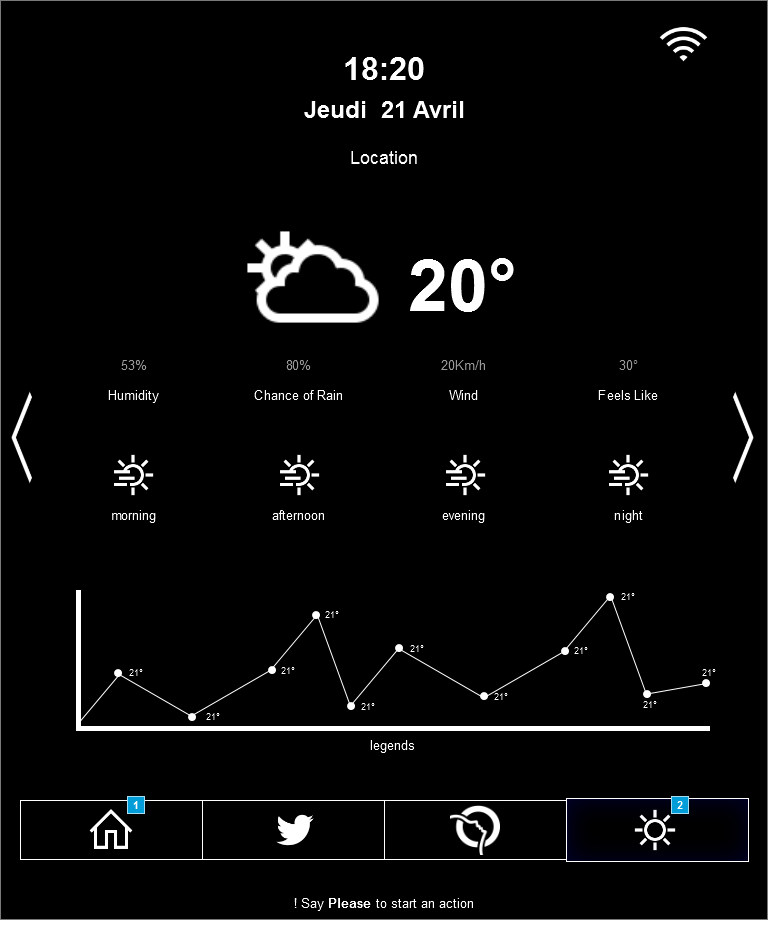 18:20
Jeudi  21 Avril
Location
20°
53% 80% 20Km/h 30°
Humidity Chance of Rain Wind Feels Like
morning afternoon evening night
21°
21°
21°
21°
21°
21°
21°
21°
21°
21°
21°
legends
1 2
! Say Please to start an action